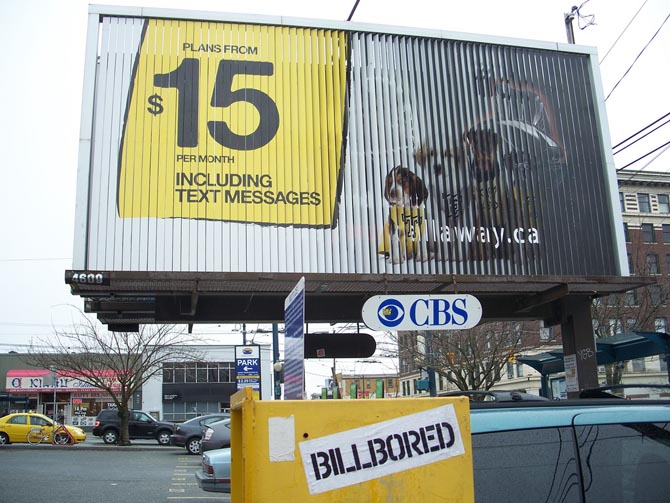 PLANS FROM
$15
PER MONTH
INCLUDING
TEXT MESSAGES
away.ca
4600
CBS
PARK
BILLBORED